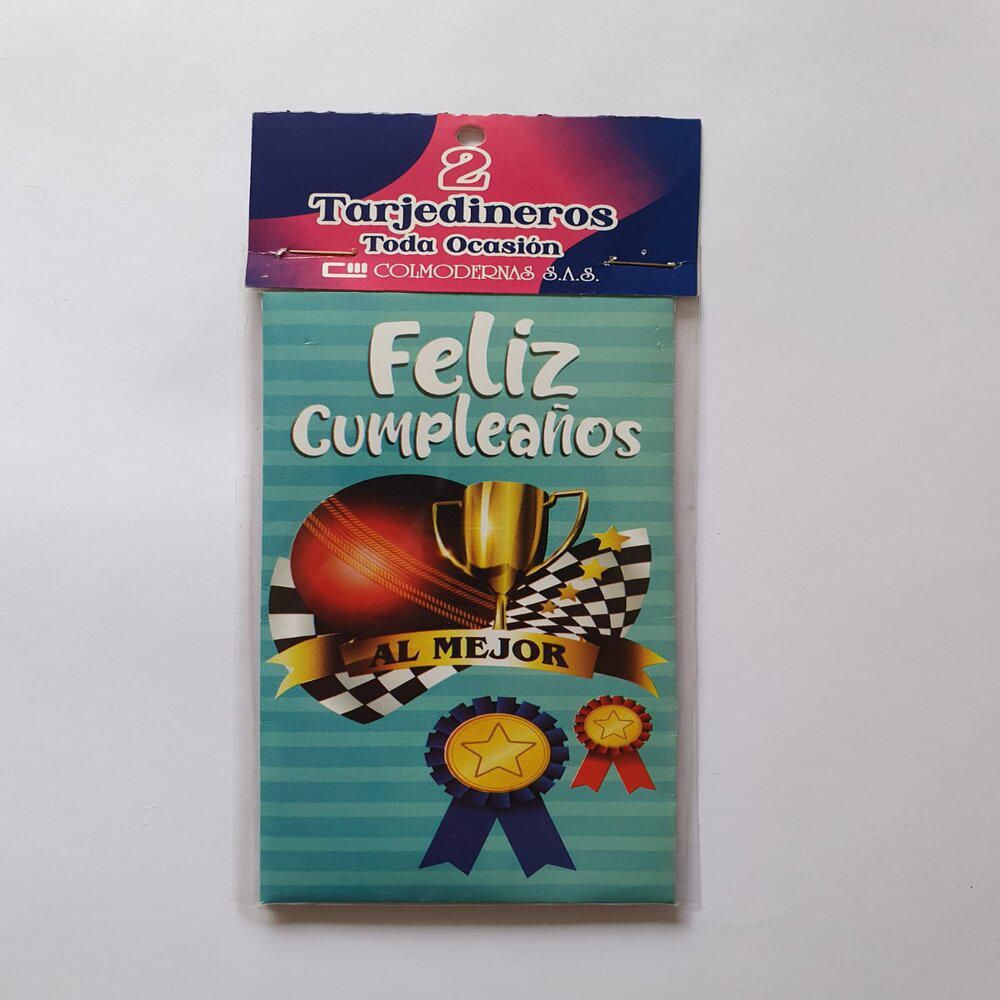 2
Tarjedineros
Toda Ocasión
COLMODERNAS S.A.S.
Feliz
Cumpleaños
AL MEJOR